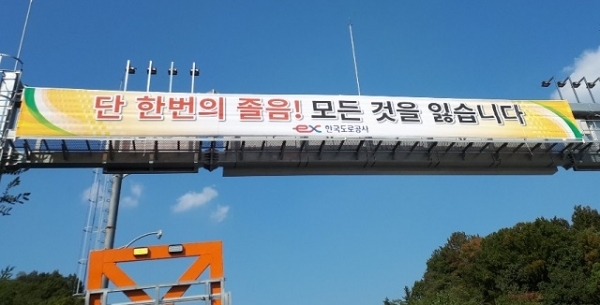 단 한번의 졸음! 모든 것을 잃습니다
ex 한국도로공사